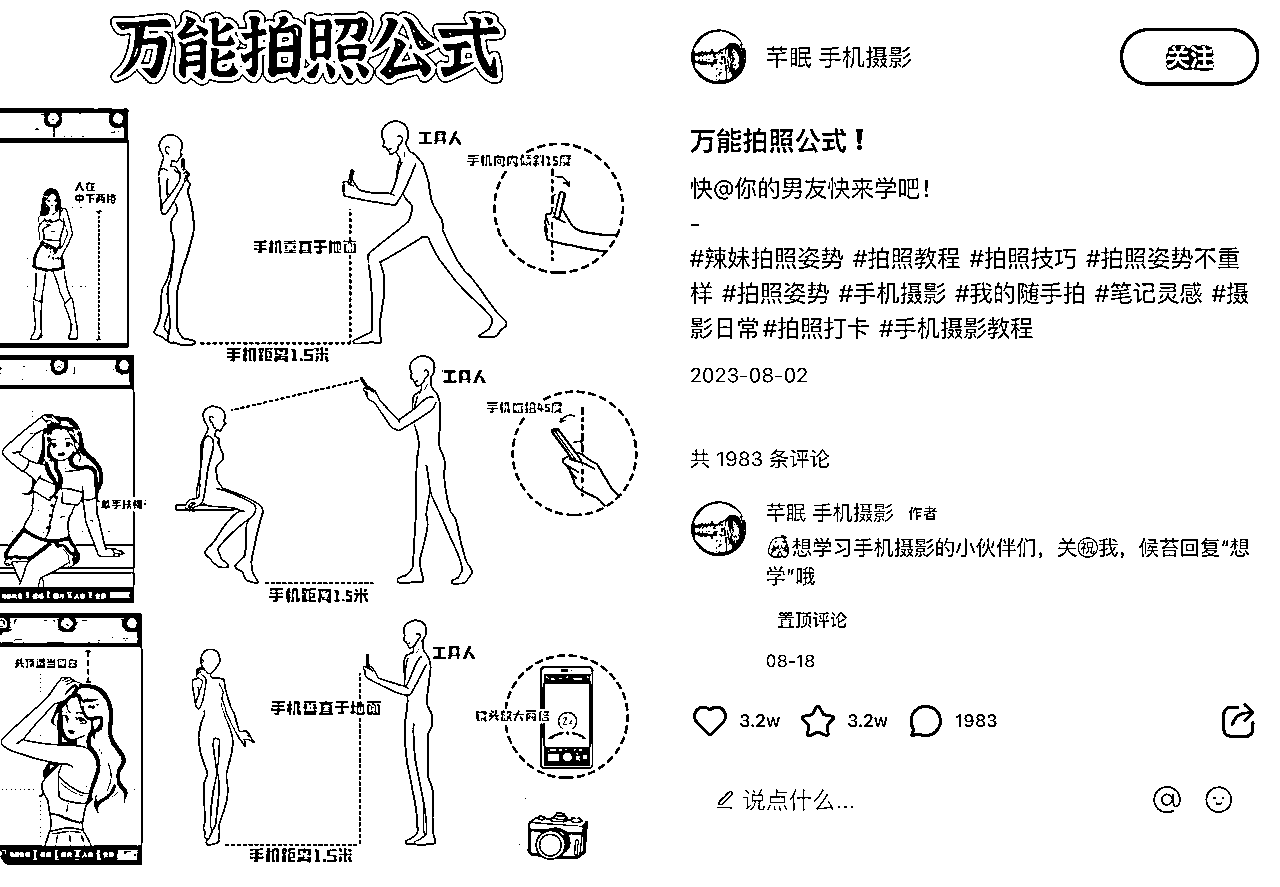 万能拍照公式
人在
中下两格
工具人
手机向内倾斜15度
手机垂直于地面
手机距离1.5米
单手扶椅
工具人
手机距离1.5米
头顶适当留白
工具人
手机垂直于地面
镜头放大两倍
2x
手机距离1.5米
芊眠 手机摄影
关注
万能拍照公式！
快@你的男友快来学吧！
-
#辣妹拍照姿势 #拍照教程 #拍照技巧 #拍照姿势不重
样 #拍照姿势 #手机摄影 #我的随手拍 #笔记灵感 #摄
影日常#拍照打卡 #手机摄影教程
2023-08-02
共 1983 条评论
芊眠 手机摄影 作者
想学习手机摄影的小伙伴们，关㊗我，候苔回复“想
学”哦
置顶评论
08-18
3.2w 3.2w 1983
说点什么...